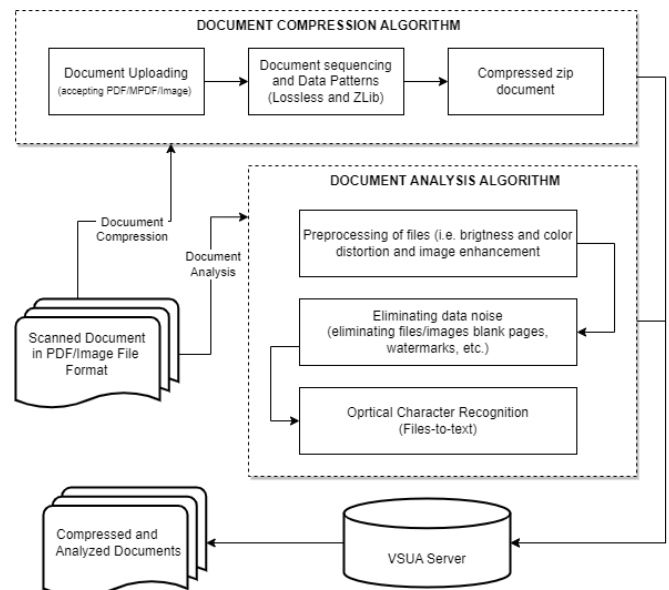 DOCUMENT COMPRESSION ALGORITHM
Document Uploading
(accepting PDF/MPDF/Image)
Document sequencing
and Data Patterns
(Lossless and ZLib)
Compressed zip
document
DOCUMENT ANALYSIS ALGORITHM
Docuument
Compression
Document
Analysis
Preprocessing of files (i.e. brigtness and color
distortion and image enhancement
Scanned Document
in PDF/Image File
Format
Eliminating data noise
(eliminating files/images blank pages,
watermarks, etc.)
Oprtical Character Recognition
(Files-to-text)
Compressed and
Analyzed Documents
VSUA Server